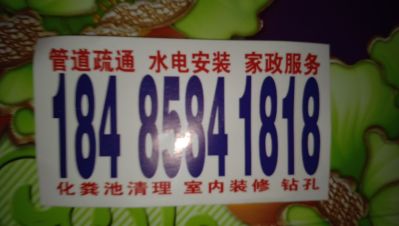 管道疏通 水电安装 家政服务
184 8584 1818
化粪池清理 室内装修 钻孔